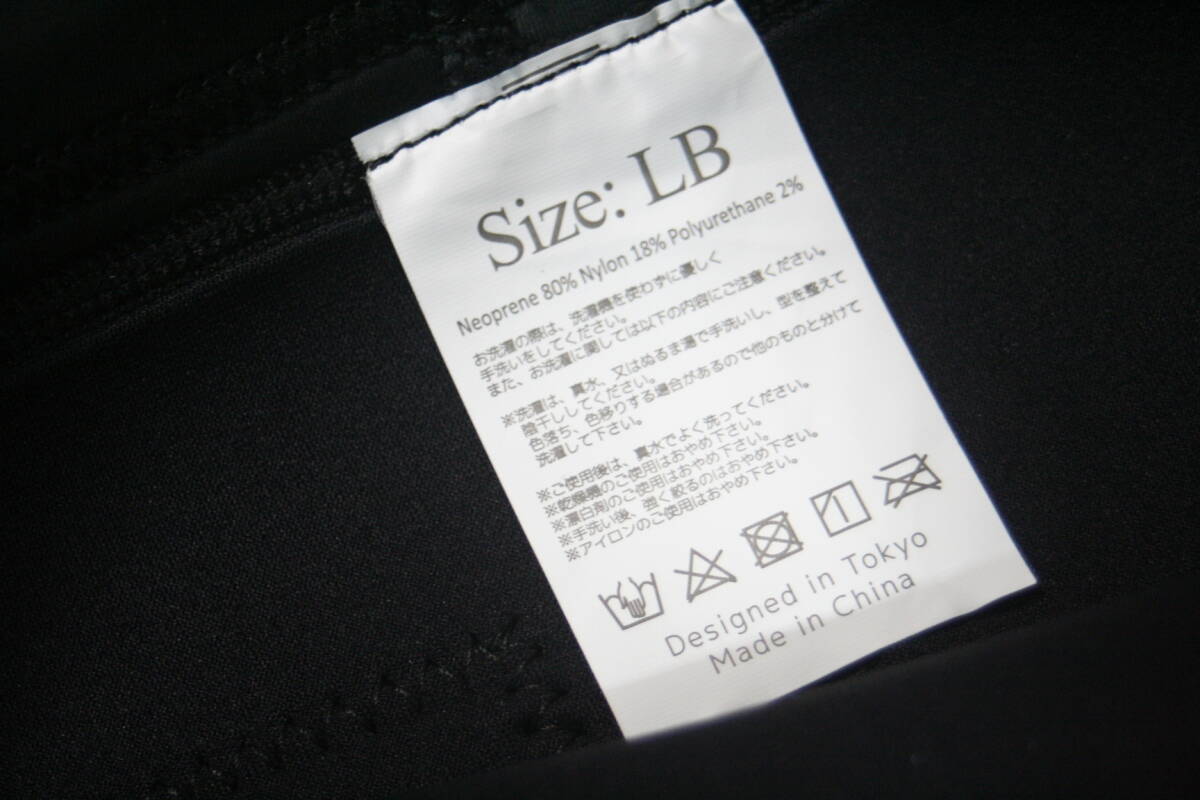 Size: LB
Neoprene 80% Nylon 18% Polyurethane 2%
お洗濯の際は、洗濯機を使わずに優しく
手洗いをしてください。
また、お洗濯に関しては以下の内容にご注意ください。
※洗濯は、真水、又はぬるま湯で手洗いし、型を整えて
陰干ししてください。
色落ち、色移りする場合があるので他のものと分けて
洗濯して下さい。
※ご使用後は、真水でよく洗ってください。
※乾燥機のご使用はおやめ下さい。
※漂白剤のご使用はおやめ下さい。
※手洗い後、強く絞るのはおやめ下さい。
※アイロンのご使用はおやめ下さい。
Designed in Tokyo
Made in China